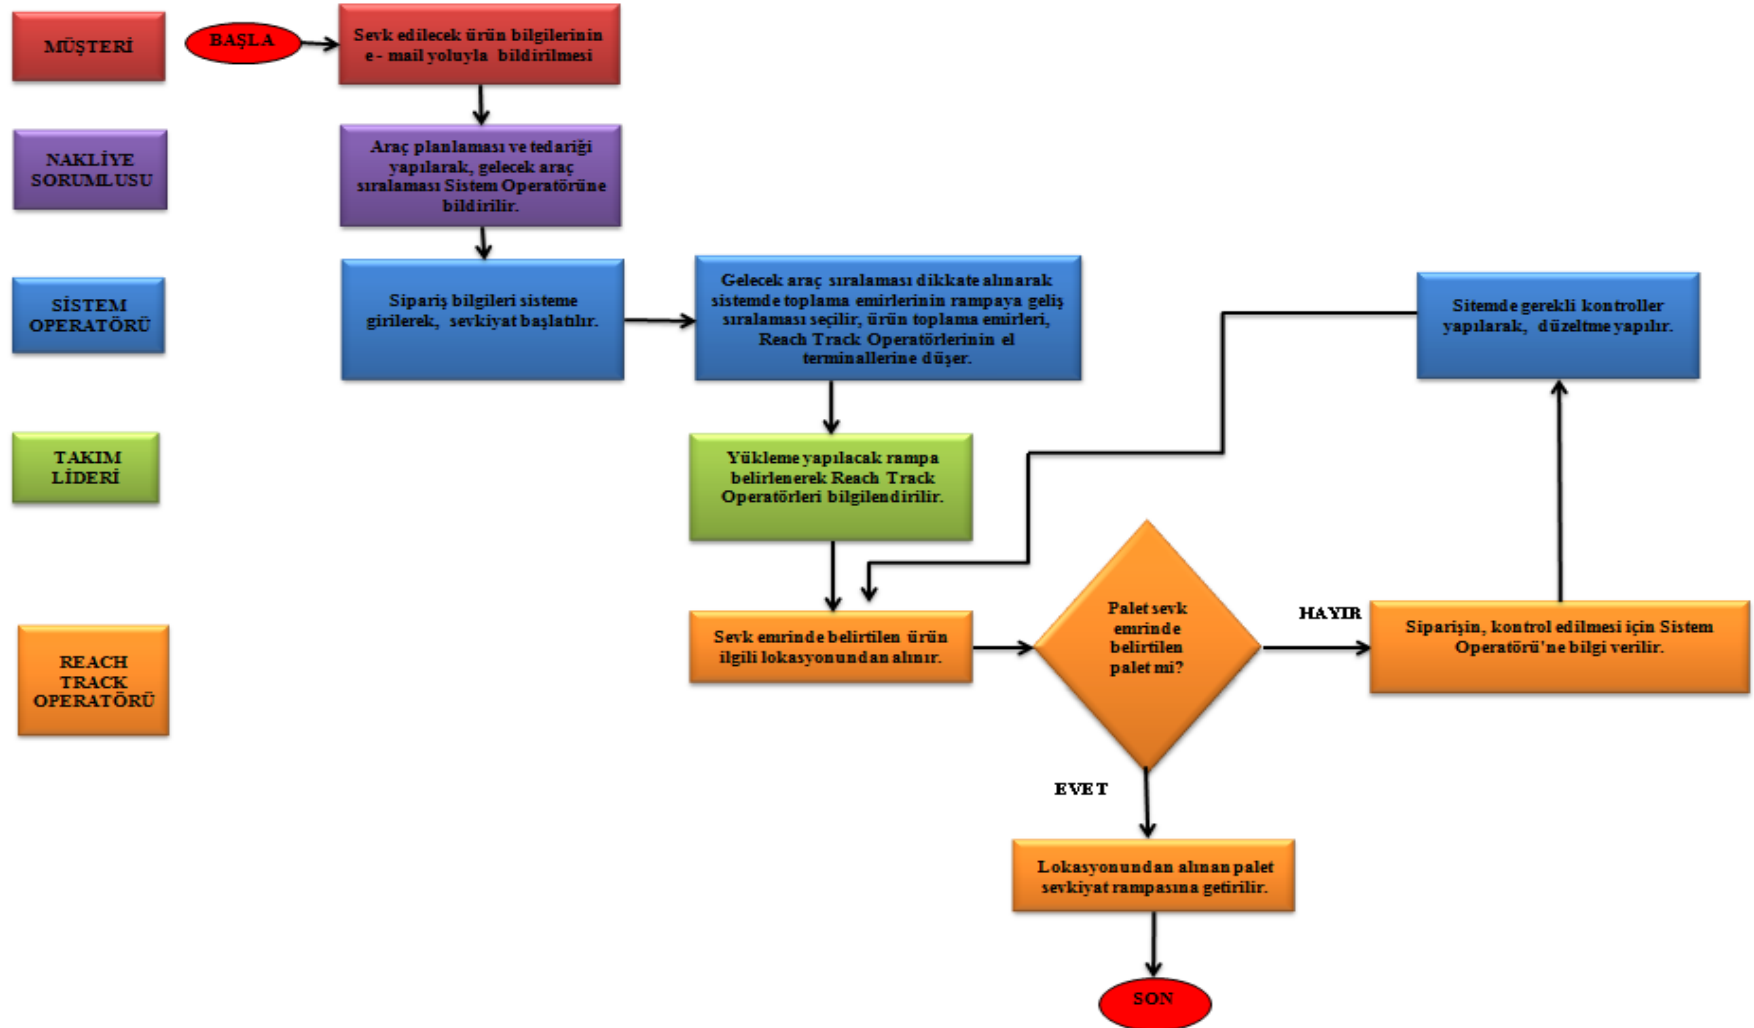 MÜŞTERİ
BAŞLA
Sevk edilecek ürün bilgilerinin
e - mail yoluyla bildirilmesi
NAKLİYE
SORUMLUSU
Araç planlaması ve tedariği
yapılarak, gelecek araç
sıralaması Sistem Operatörüne
bildirilir.
SİSTEM
OPERATÖRÜ
Sipariş bilgileri sisteme
girilerek, sevkiyat başlatılır.
Gelecek araç sıralaması dikkate alınarak
sistemde toplama emirlerinin rampaya geliş
sıralaması seçilir, ürün toplama emirleri,
Reach Track Operatörlerinin el
terminallerine düşer.
Sitemde gerekli kontroller
yapılarak, düzeltme yapılır.
TAKIM
LİDERİ
Yükleme yapılacak rampa
belirlenerek Reach Track
Operatörleri bilgilendirilir.
REACH
TRACK
OPERATÖRÜ
Sevk emrinde belirtilen ürün
ilgili lokasyonundan alınır.
Palet sevk
emrinde
belirtilen
palet mi?
HAYIR
Siparişin, kontrol edilmesi için Sistem
Operatörü'ne bilgi verilir.
EVET
Lokasyonundan alınan palet
sevkiyat rampasına getirilir.
SON